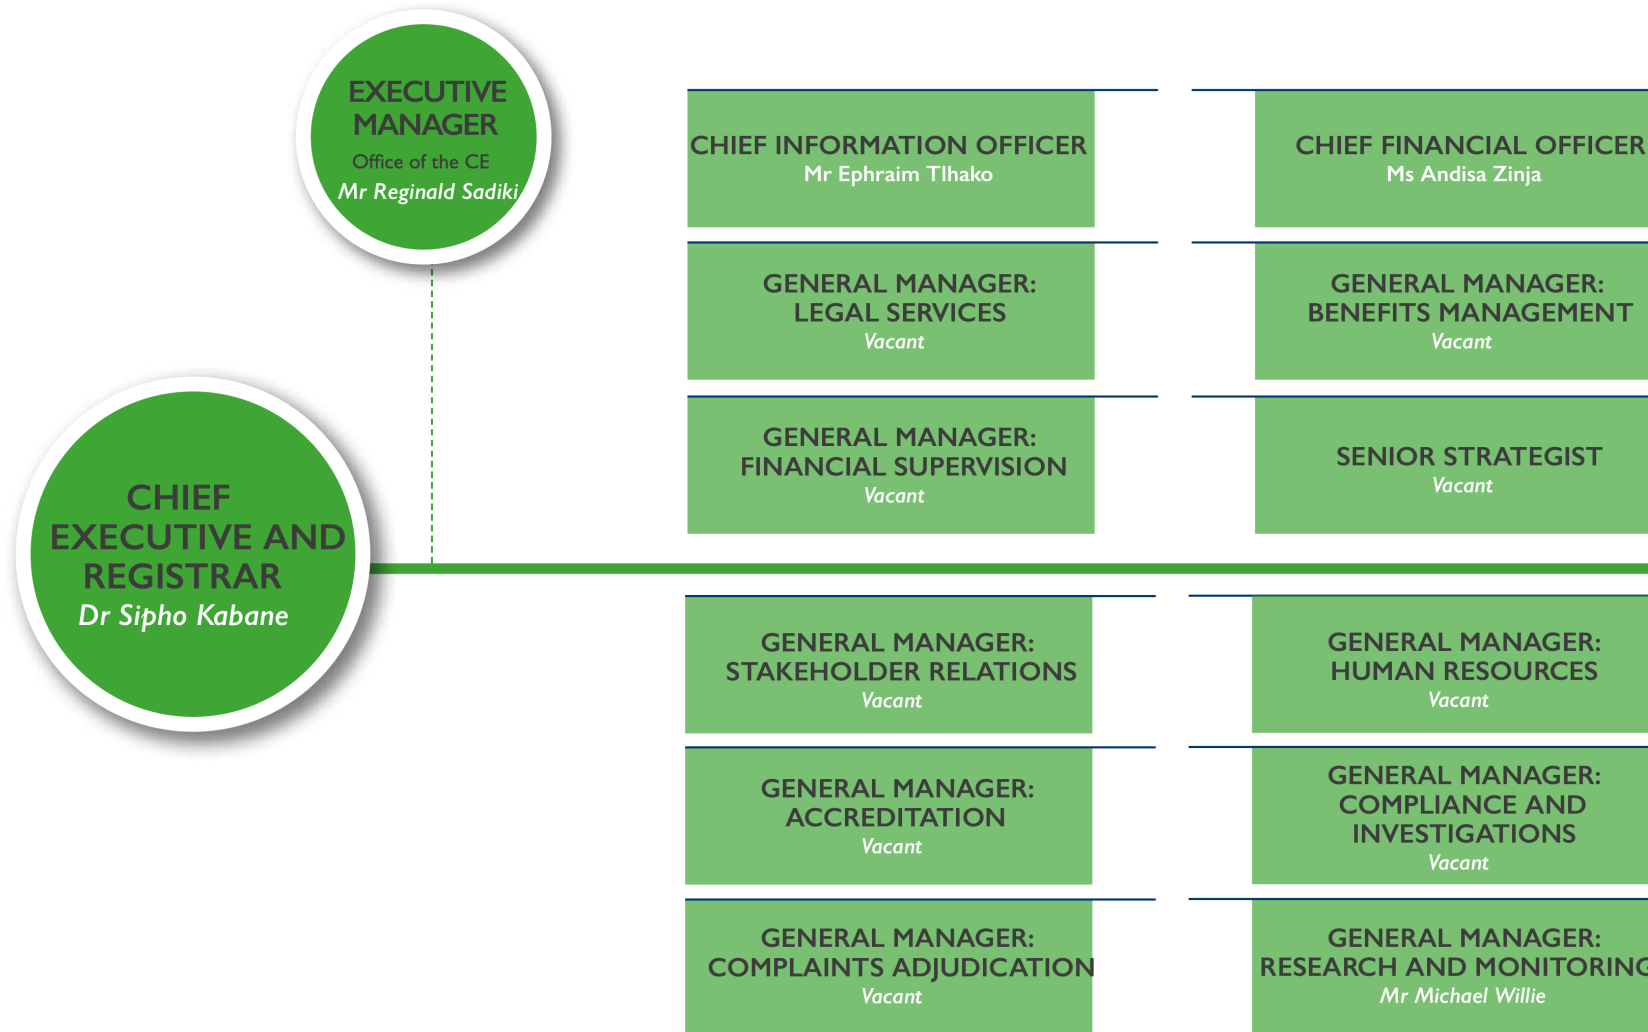 EXECUTIVE
MANAGER
Office of the CE
Mr Reginald Sadiki
CHIEF
EXECUTIVE AND
REGISTRAR
Dr Sipho Kabane
CHIEF INFORMATION OFFICER
Mr Ephraim Tlhako
CHIEF FINANCIAL OFFICER
Ms Andisa Zinja
GENERAL MANAGER:
LEGAL SERVICES
Vacant
GENERAL MANAGER:
BENEFITS MANAGEMENT
Vacant
GENERAL MANAGER:
FINANCIAL SUPERVISION
Vacant
SENIOR STRATEGIST
Vacant
GENERAL MANAGER:
STAKEHOLDER RELATIONS
Vacant
GENERAL MANAGER:
HUMAN RESOURCES
Vacant
GENERAL MANAGER:
ACCREDITATION
Vacant
GENERAL MANAGER:
COMPLIANCE AND
INVESTIGATIONS
Vacant
GENERAL MANAGER:
COMPLAINTS ADJUDICATION
Vacant
GENERAL MANAGER:
RESEARCH AND MONITORING
Mr Michael Willie